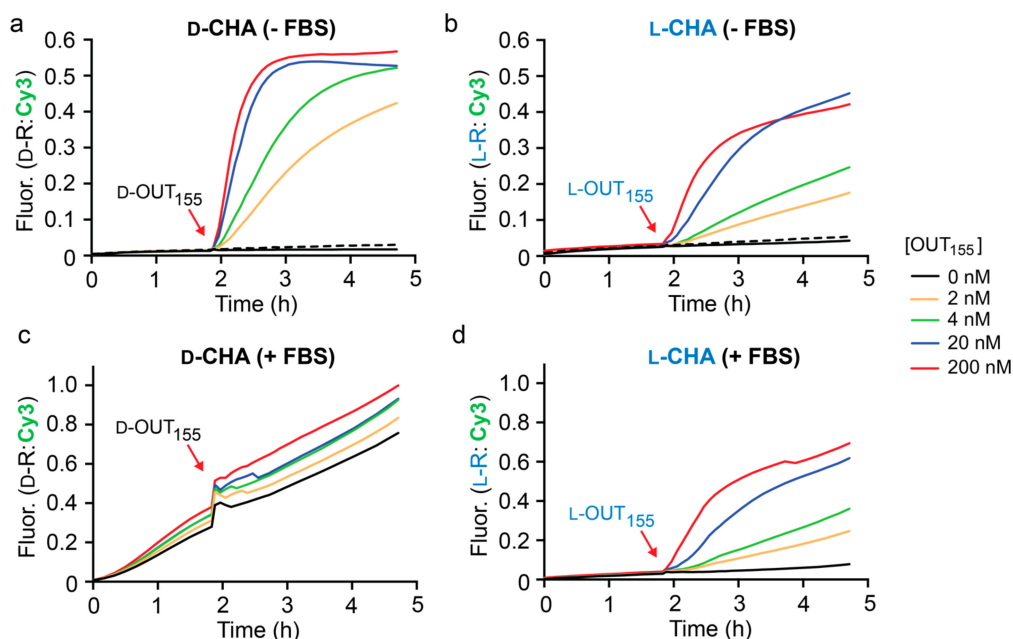 a
D-CHA (- FBS)
Fluor. (D-R: Cy3)
0.6
0.5
0.4
0.3
0.2
0.1
0
D-OUT155
0 1 2 3 4 5
Time (h)
b
L-CHA (- FBS)
Fluor. (L-R: Cy3)
0.6
0.5
0.4
0.3
0.2
0.1
0
L-OUT155
0 1 2 3 4 5
Time (h)
[OUT155]
0 nM
2 nM
4 nM
20 nM
200 nM
c
D-CHA (+ FBS)
Fluor. (D-R: Cy3)
1.0
0.8
0.6
0.4
0.2
0
D-OUT155
0 1 2 3 4 5
Time (h)
d
L-CHA (+ FBS)
Fluor. (L-R: Cy3)
1.0
0.8
0.6
0.4
0.2
0
L-OUT155
0 1 2 3 4 5
Time (h)